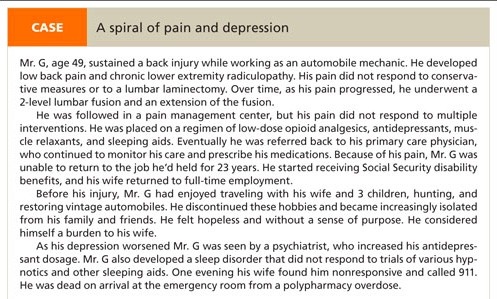 CASE
A spiral of pain and depression
Mr. G, age 49, sustained a back injury while working as an automobile mechanic. He developed
low back pain and chronic lower extremity radiculopathy. His pain did not respond to conserva-
tive measures or to a lumbar laminectomy. Over time, as his pain progressed, he underwent a
2-level lumbar fusion and an extension of the fusion.
He was followed in a pain management center, but his pain did not respond to multiple
interventions. He was placed on a regimen of low-dose opioid analgesics, antidepressants, mus-
cle relaxants, and sleeping aids. Eventually he was referred back to his primary care physician,
who continued to monitor his care and prescribe his medications. Because of his pain, Mr. G was
unable to return to the job he'd held for 23 years. He started receiving Social Security disability
benefits, and his wife returned to full-time employment.
Before his injury, Mr. G had enjoyed traveling with his wife and 3 children, hunting, and
restoring vintage automobiles. He discontinued these hobbies and became increasingly isolated
from his family and friends. He felt hopeless and without a sense of purpose. He considered
himself a burden to his wife.
As his depression worsened Mr. G was seen by a psychiatrist, who increased his antidepres-
sant dosage. Mr. G also developed a sleep disorder that did not respond to trials of various hyp-
notics and other sleeping aids. One evening his wife found him nonresponsive and called 911.
He was dead on arrival at the emergency room from a polypharmacy overdose.